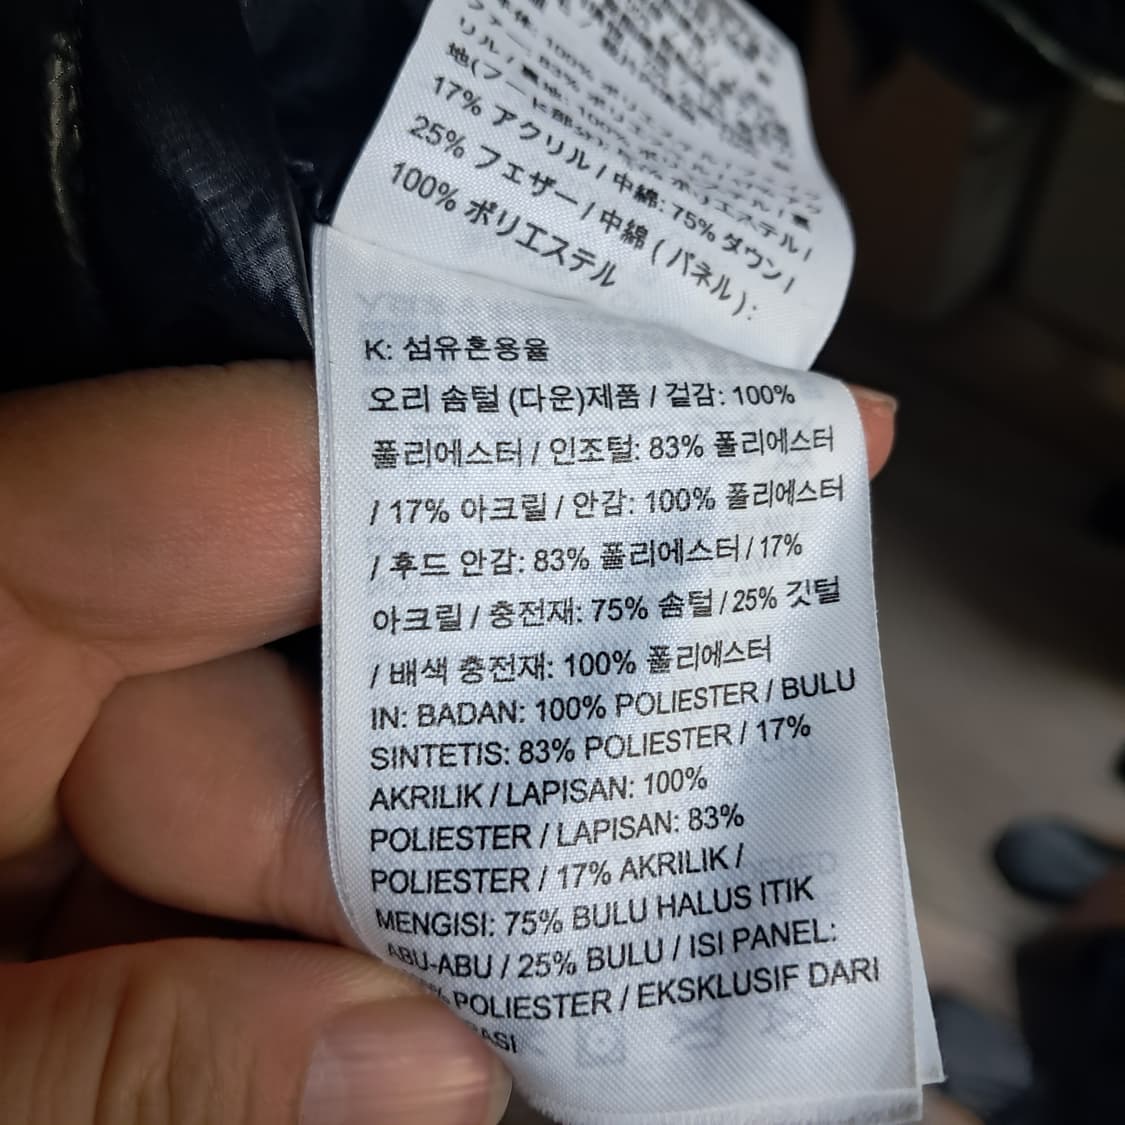 17% アクリル / 中綿: 75% ダウン /
25% フェザー / 中綿 ( パネル ) :
100% ポリエステル
K: 섬유혼용율
오리 솜털 (다운)제품 / 겉감: 100%
폴리에스터 / 인조털: 83% 폴리에스터
/ 17% 아크릴 / 안감: 100% 폴리에스터
/ 후드 안감: 83% 폴리에스터 / 17%
아크릴 / 충전재: 75% 솜털 / 25% 깃털
/ 배색 충전재: 100% 폴리에스터
IN: BADAN: 100% POLIESTER / BULU
SINTETIS: 83% POLIESTER / 17%
AKRILIK / LAPISAN: 100%
POLIESTER / LAPISAN: 83%
POLIESTER / 17% AKRILIK /
MENGISI: 75% BULU HALUS ITIK
ABU-ABU / 25% BULU / ISI PANEL:
POLIESTER / EKSKLUSIF DARI